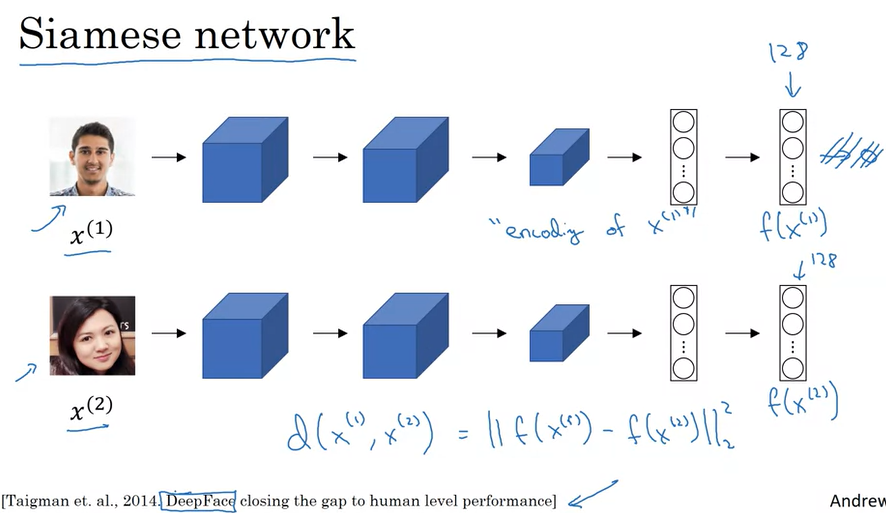 Siamese network
128
x⁽¹⁾
"encoding of x⁽¹⁾"
f(x⁽¹⁾)
128
x⁽²⁾
f(x⁽²⁾)
d(x⁽¹⁾, x⁽²⁾) = ||f(x⁽¹⁾) - f(x⁽²⁾)||₂²
[Taigman et. al., 2014. DeepFace closing the gap to human level performance]
Andrew